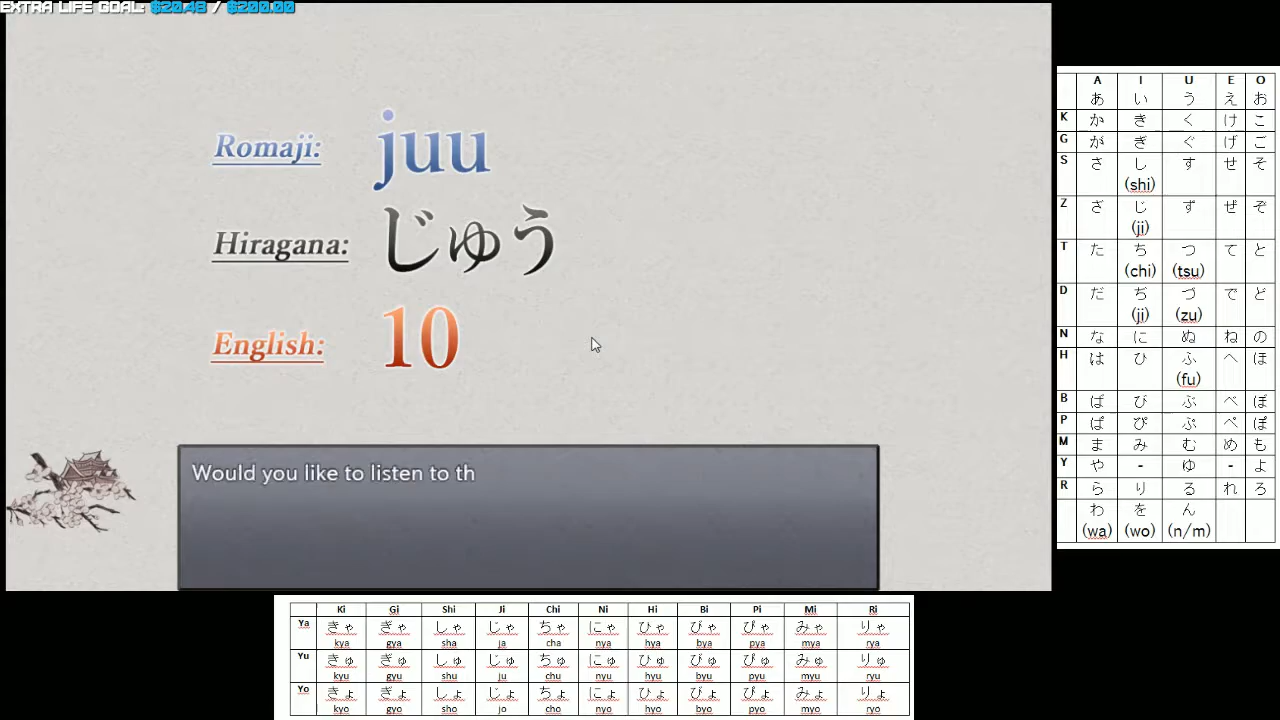 EXTRA LIFE GOAL: $20.48 / $200.00
Romaji: juu
Hiragana: じゅう
English: 10
Would you like to listen to th
A I U E O
あ い う え お
K か き く け こ
G が ぎ ぐ げ ご
S さ し す せ そ
(shi)
Z ざ じ ず ぜ ぞ
(ji)
T た ち つ て と
(chi) (tsu)
D だ ぢ づ で ど
(ji) (zu)
N な に ぬ ね の
H は ひ ふ へ ほ
(fu)
B ば び ぶ べ ぼ
P ぱ ぴ ぷ ぺ ぽ
M ま み む め も
Y や - ゆ - よ
R ら り る れ ろ
わ を ん
(wa) (wo) (n/m)
Ki Gi Shi Ji Chi Ni Hi Bi Pi Mi Ri
Ya きゃ ぎゃ しゃ じゃ ちゃ にゃ ひゃ びゃ ぴゃ みゃ りゃ
kya gya sha ja cha nya hya bya pya mya rya
Yu きゅ ぎゅ しゅ じゅ ちゅ にゅ ひゅ びゅ ぴゅ みゅ りゅ
kyu gyu shu ju chu nyu hyu byu pyu myu ryu
Yo きょ ぎょ しょ じょ ちょ にょ ひょ びょ ぴょ みょ りょ
kyo gyo sho jo cho nyo hyo byo pyo myo ryo